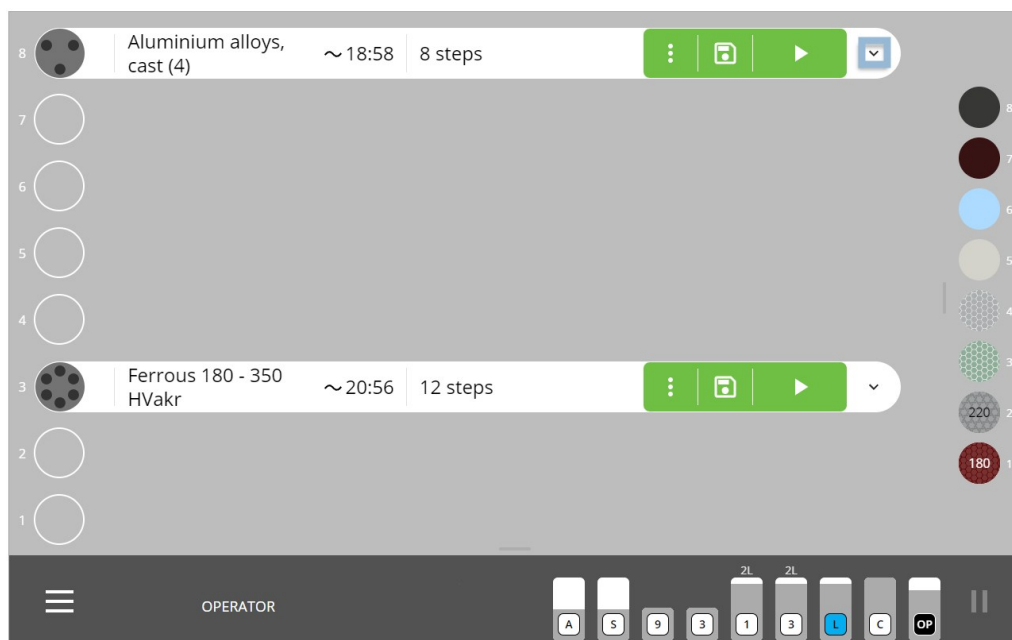 8 Aluminium alloys, cast (4) ~18:58 8 steps
7
6
5
4
3 Ferrous 180 - 350 HVakr ~20:56 12 steps
2
1
8
7
6
5
4
3
220 2
180 1
OPERATOR
2L 2L
A S 9 3 1 3 L C OP